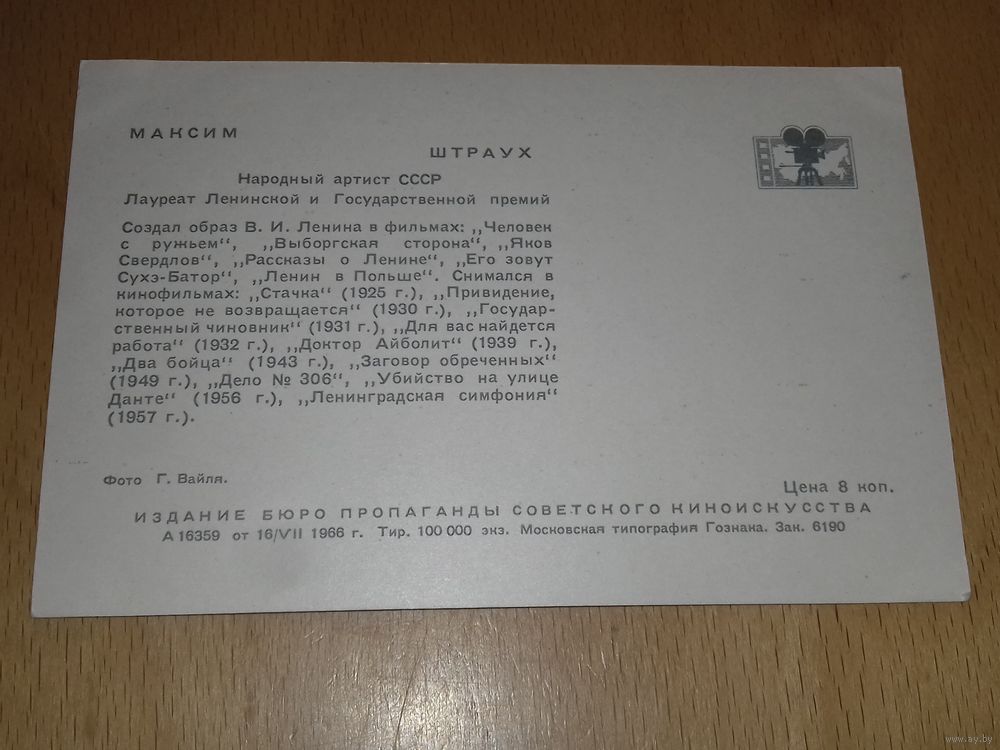 МАКСИМ
ШТРАУХ
Народный артист СССР
Лауреат Ленинской и Государственной премий
Создал образ В. И. Ленина в фильмах: „Человек
с ружьем“, „Выборгская сторона“, „Яков
Свердлов“, „Рассказы о Ленине“, „Его зовут
Сухэ-Батор“, „Ленин в Польше“. Снимался в
кинофильмах: „Стачка“ (1925 г.), „Привидение,
которое не возвращается“ (1930 г.), „Государ-
ственный чиновник“ (1931 г.), „Для вас найдется
работа“ (1932 г.), „Доктор Айболит“ (1939 г.),
„Два бойца“ (1943 г.), „Заговор обреченных“
(1949 г.), „Дело № 306“, „Убийство на улице
Данте“ (1956 г.), „Ленинградская симфония“
(1957 г.).
Фото Г. Вайля.
Цена 8 коп.
ИЗДАНИЕ БЮРО ПРОПАГАНДЫ СОВЕТСКОГО КИНОИСКУССТВА
А 16359 от 16/VII 1966 г. Тир. 100 000 экз. Московская типография Гознака. Зак. 6190
www.ay.by